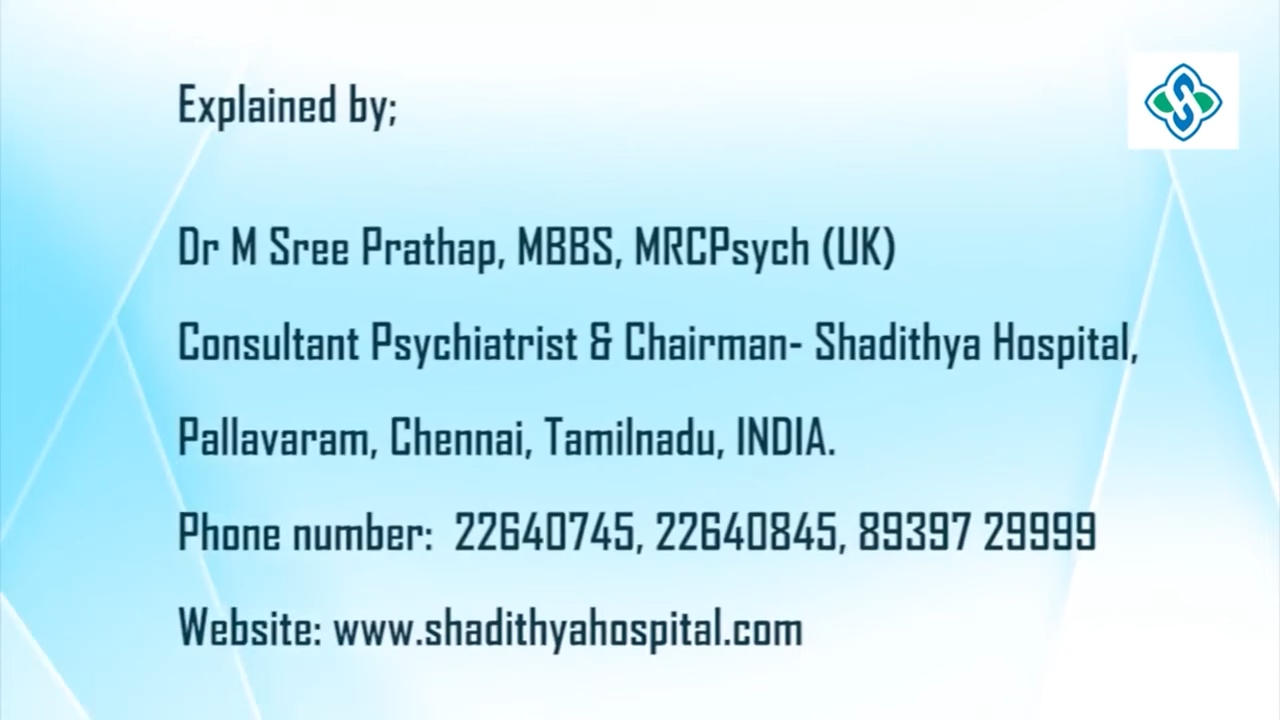 Explained by;
Dr M Sree Prathap, MBBS, MRCPsych (UK)
Consultant Psychiatrist & Chairman- Shadithya Hospital,
Pallavaram, Chennai, Tamilnadu, INDIA.
Phone number:  22640745, 22640845, 89397 29999
Website: www.shadithyahospital.com